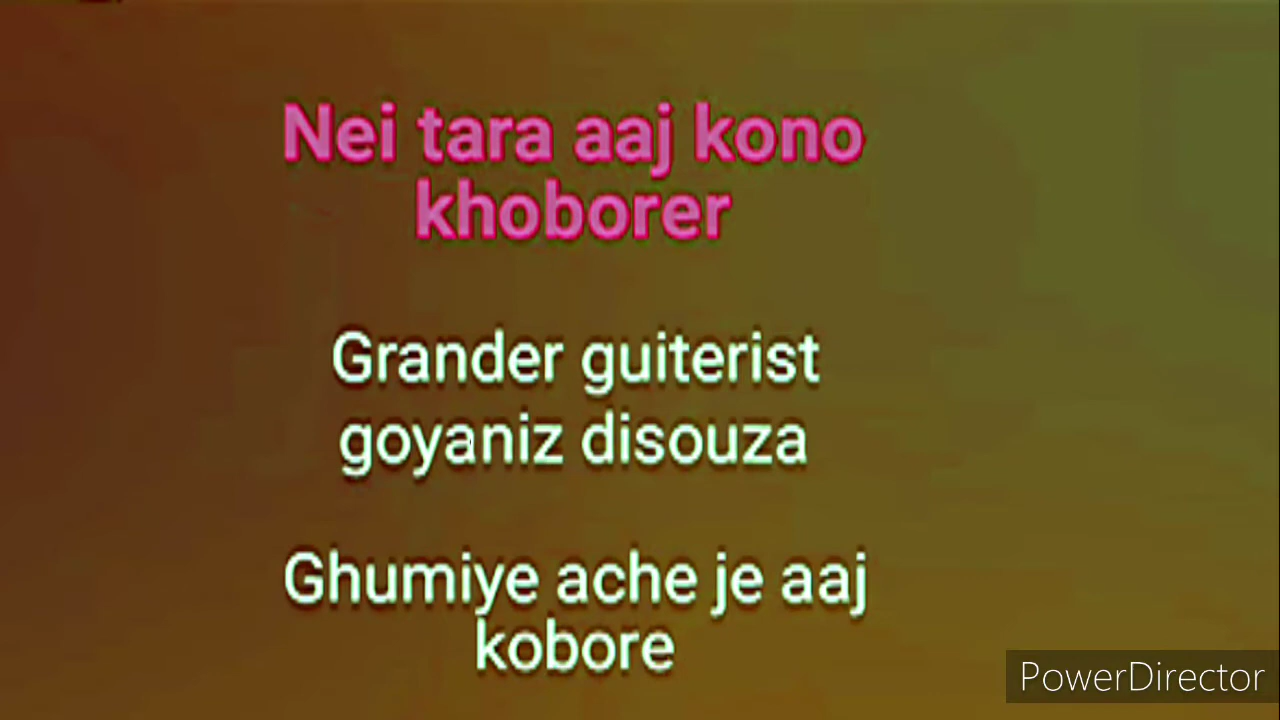 Nei tara aaj kono
khoborer
Grander guiterist
goyaniz disouza
Ghumiye ache je aaj
kobore
PowerDirector